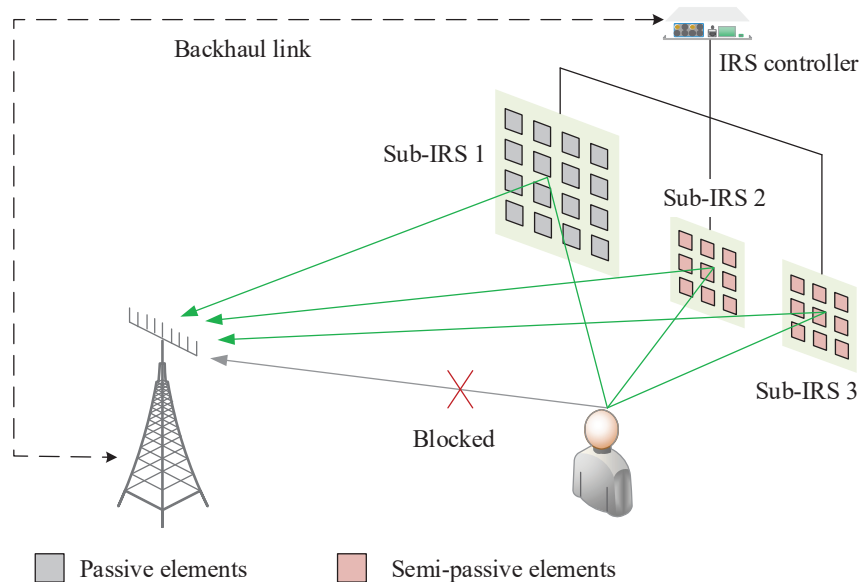 Backhaul link
IRS controller
Sub-IRS 1
Sub-IRS 2
Sub-IRS 3
Blocked
Passive elements
Semi-passive elements